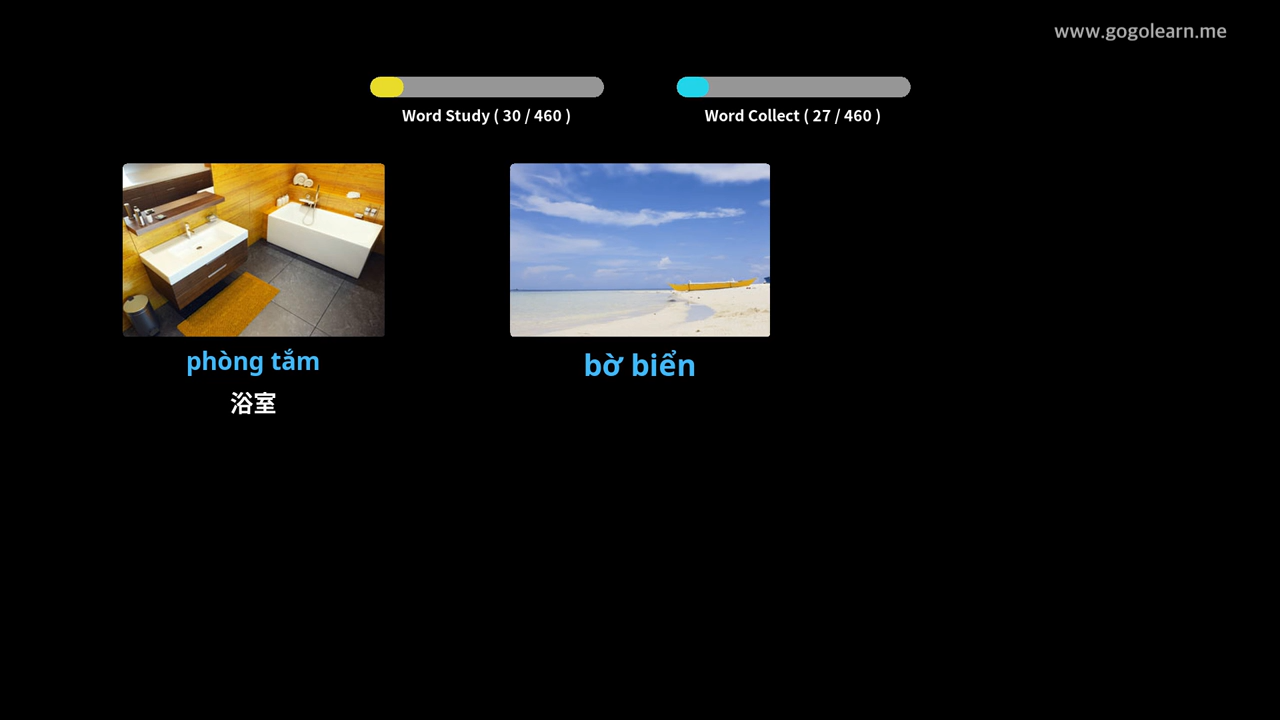 www.gogolearn.me
Word Study ( 30 / 460 )
Word Collect ( 27 / 460 )
phòng tắm
浴室
bờ biển